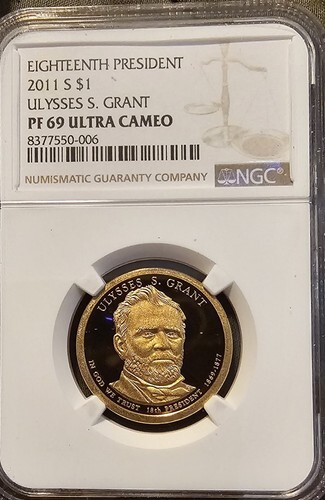 EIGHTEENTH PRESIDENT
2011 S $1
ULYSSES S. GRANT
PF 69 ULTRA CAMEO
8377550-006
NUMISMATIC GUARANTY COMPANY
NGC®
ULYSSES S. GRANT
IN GOD WE TRUST 18th PRESIDENT 1869-1877